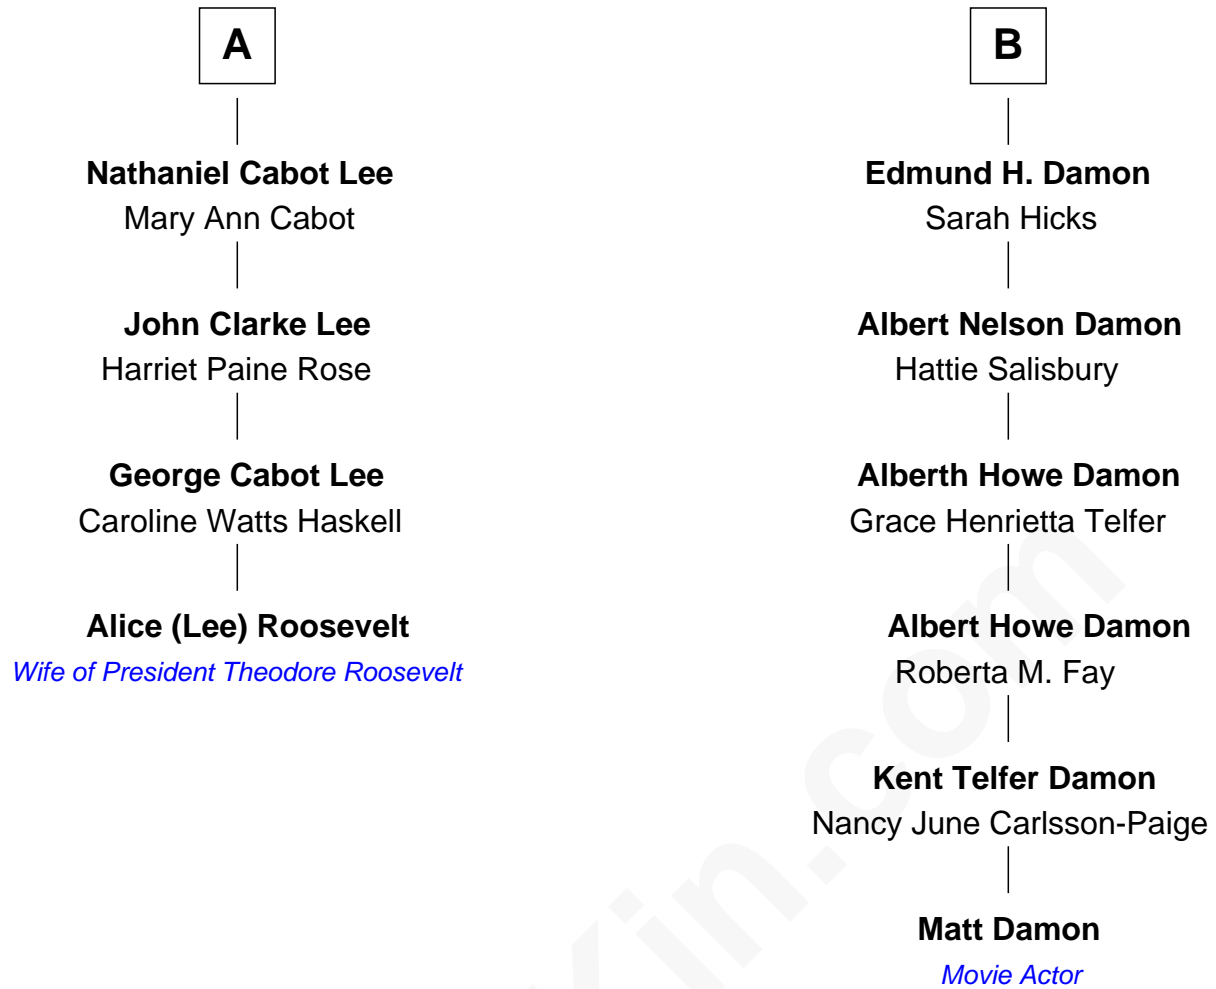 A
Nathaniel Cabot Lee
Mary Ann Cabot
John Clarke Lee
Harriet Paine Rose
George Cabot Lee
Caroline Watts Haskell
Alice (Lee) Roosevelt
Wife of President Theodore Roosevelt
B
Edmund H. Damon
Sarah Hicks
Albert Nelson Damon
Hattie Salisbury
Alberth Howe Damon
Grace Henrietta Telfer
Albert Howe Damon
Roberta M. Fay
Kent Telfer Damon
Nancy June Carlsson-Paige
Matt Damon
Movie Actor